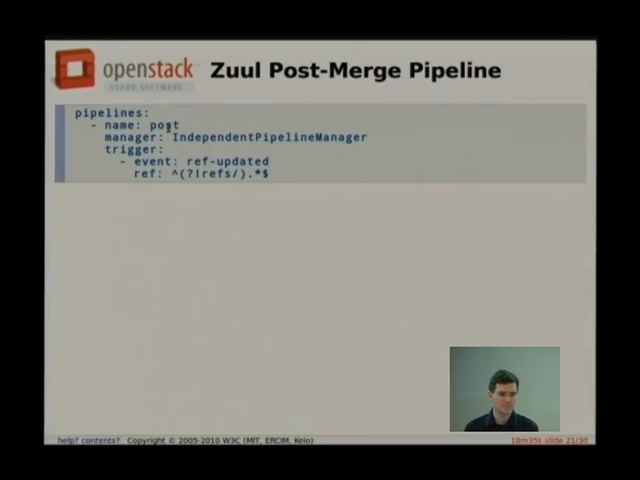 openstack
CLOUD SOFTWARE
Zuul Post-Merge Pipeline
pipelines:
- name: post
manager: IndependentPipelineManager
trigger:
- event: ref-updated
ref: ^(?!refs/).*$
help? contents? Copyright © 2005-2010 W3C (MIT, ERCIM, Keio)
18m35s slide 21/30